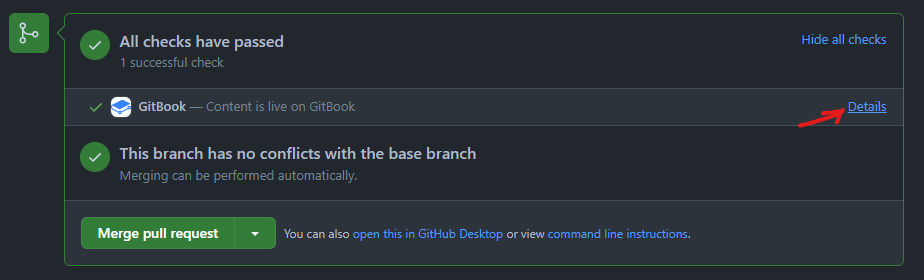 All checks have passed
Hide all checks
1 successful check
GitBook — Content is live on GitBook
Details
This branch has no conflicts with the base branch
Merging can be performed automatically.
Merge pull request
You can also open this in GitHub Desktop or view command line instructions.